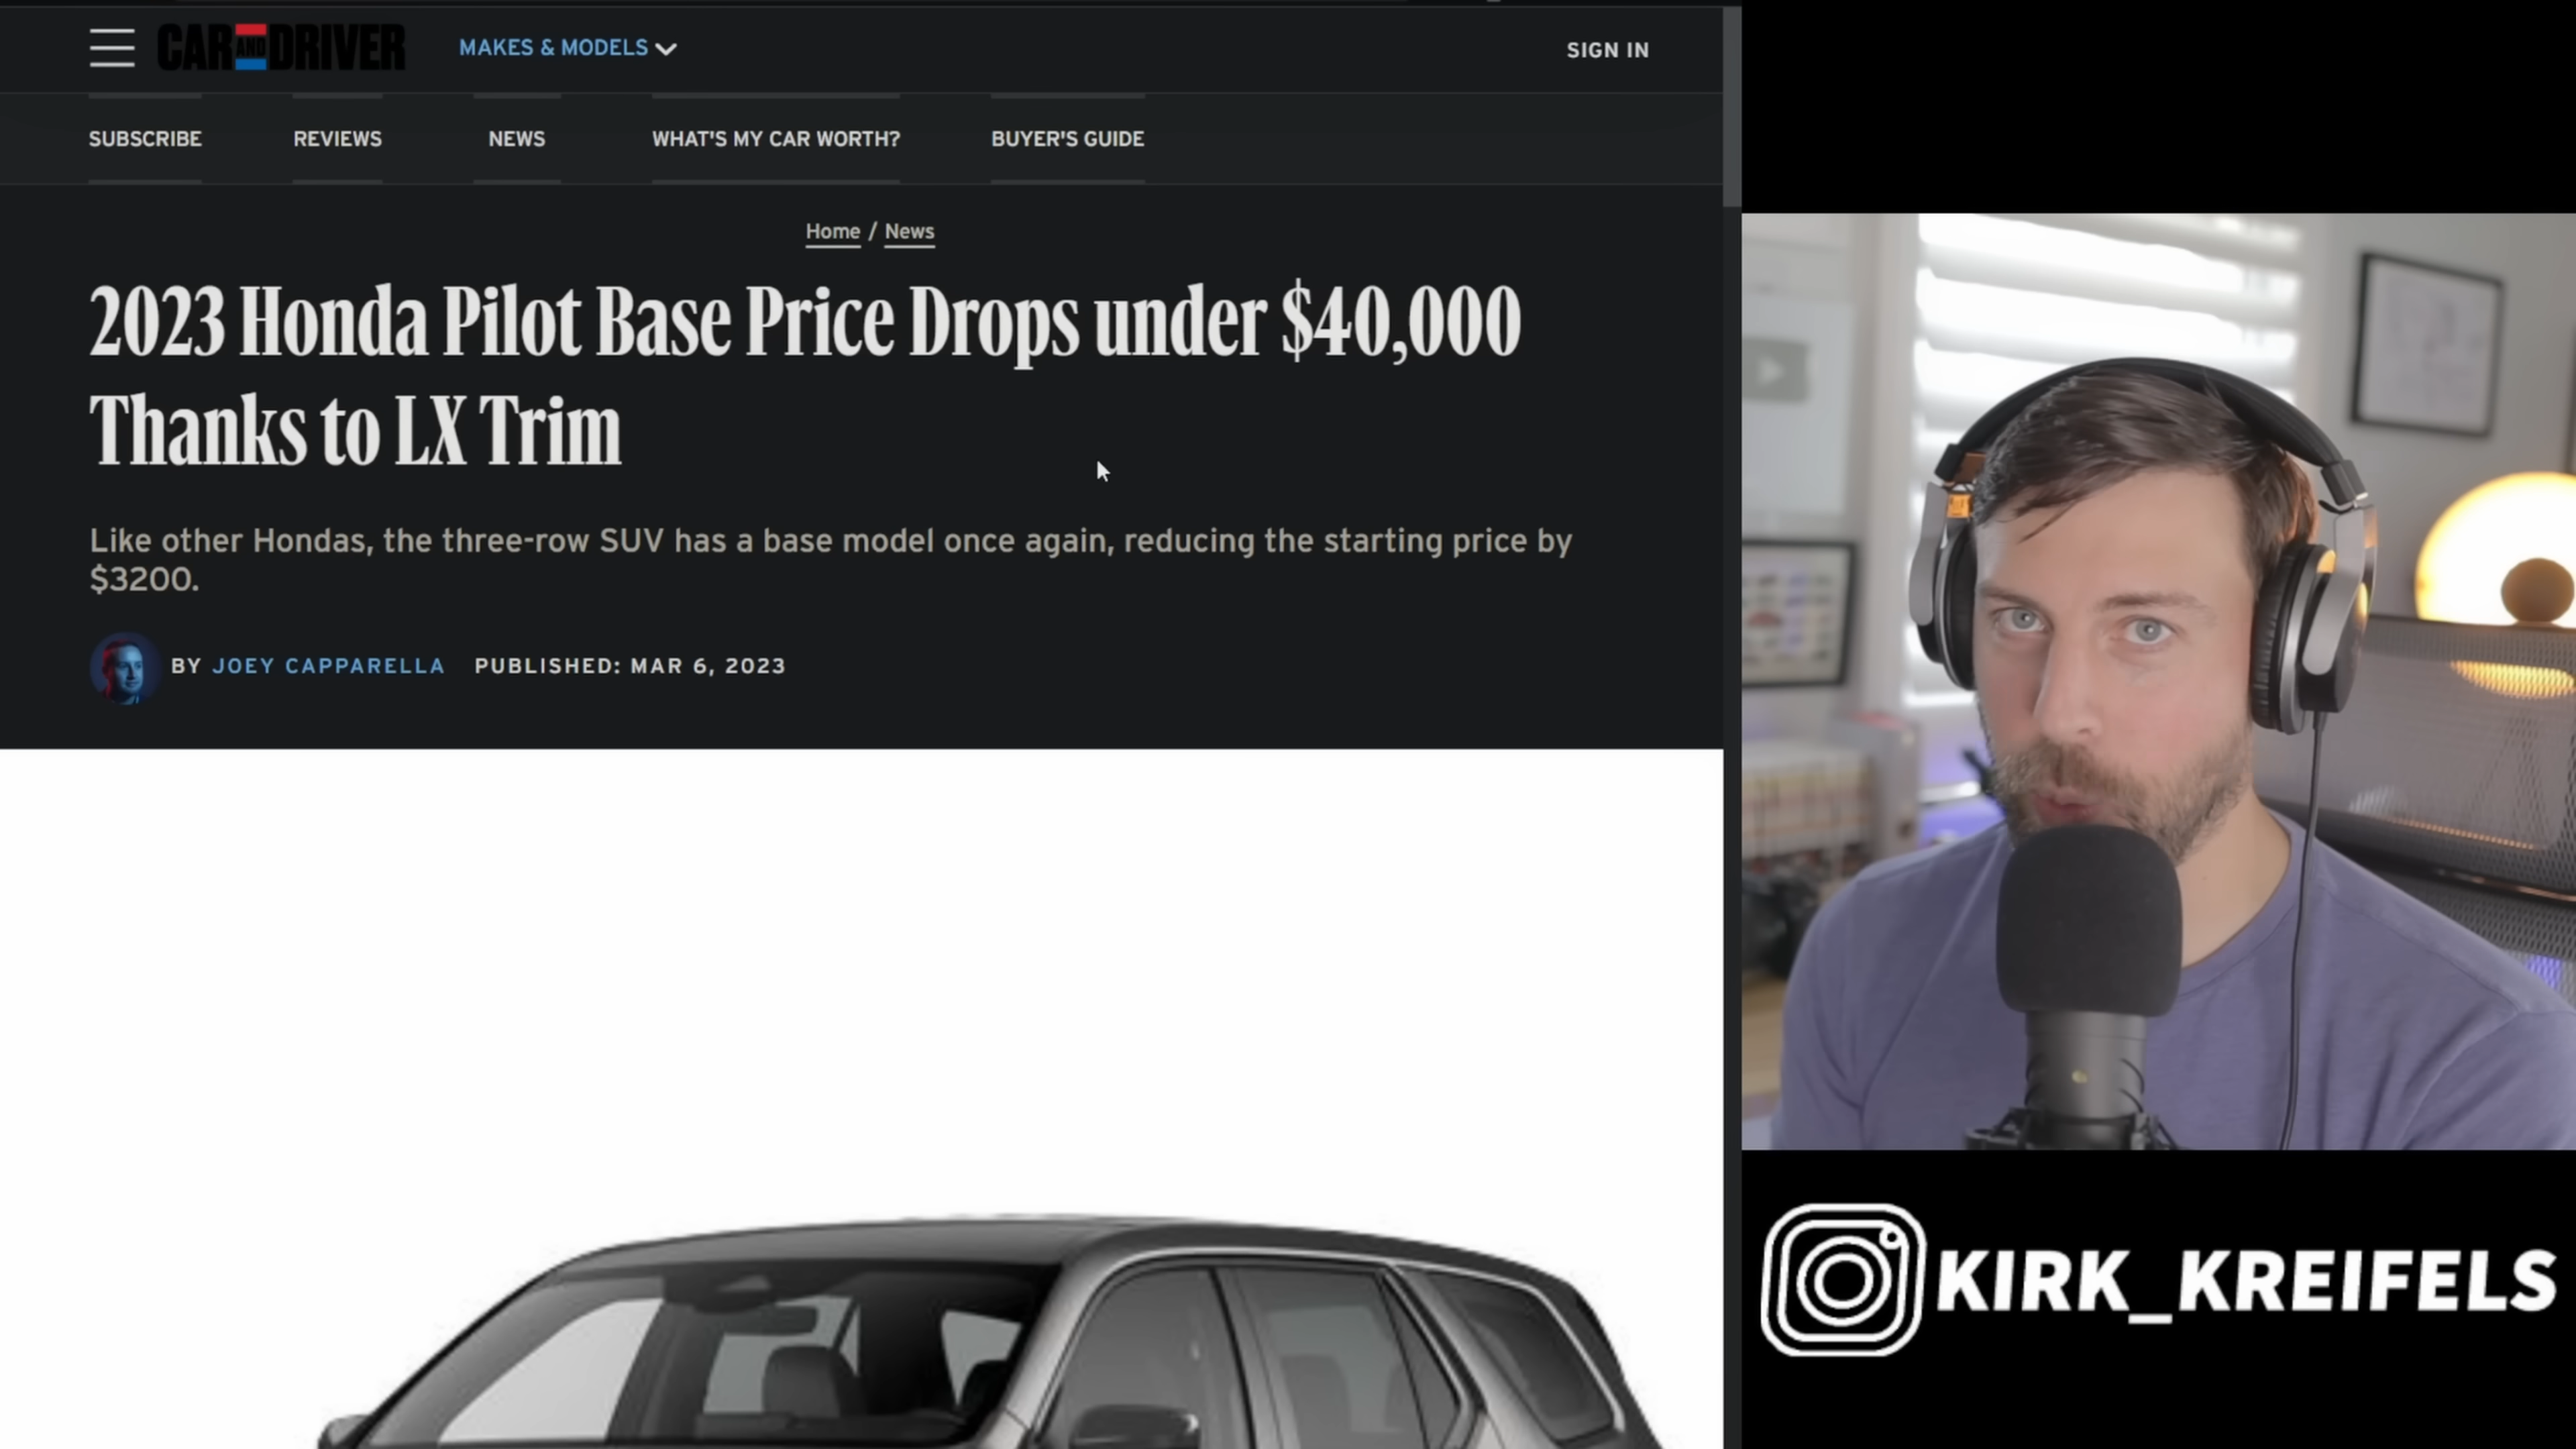 CAR AND DRIVER
MAKES & MODELS
SIGN IN
SUBSCRIBE
REVIEWS
NEWS
WHAT'S MY CAR WORTH?
BUYER'S GUIDE
Home / News
2023 Honda Pilot Base Price Drops under $40,000
Thanks to LX Trim
Like other Hondas, the three-row SUV has a base model once again, reducing the starting price by
$3200.
BY JOEY CAPPARELLA PUBLISHED: MAR 6, 2023
KIRK_KREIFELS